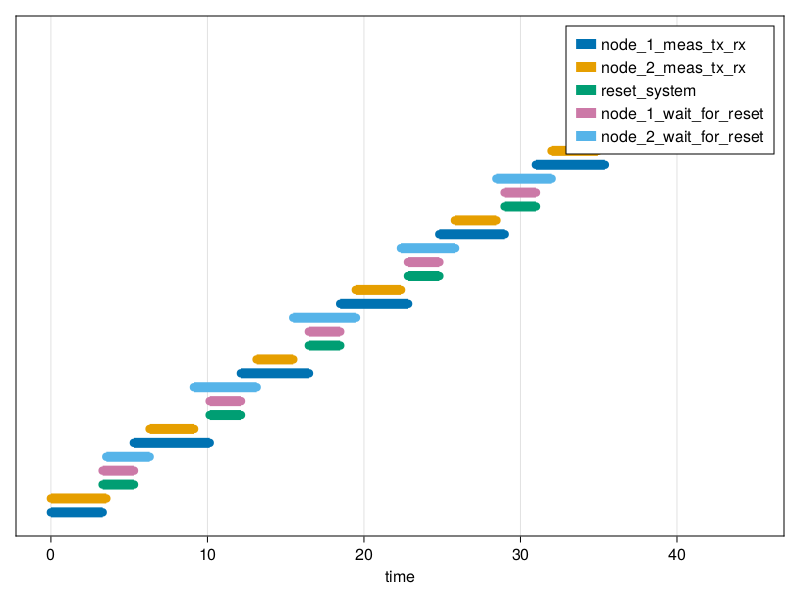 node_1_meas_tx_rx
node_2_meas_tx_rx
reset_system
node_1_wait_for_reset
node_2_wait_for_reset
0 10 20 30 40
time